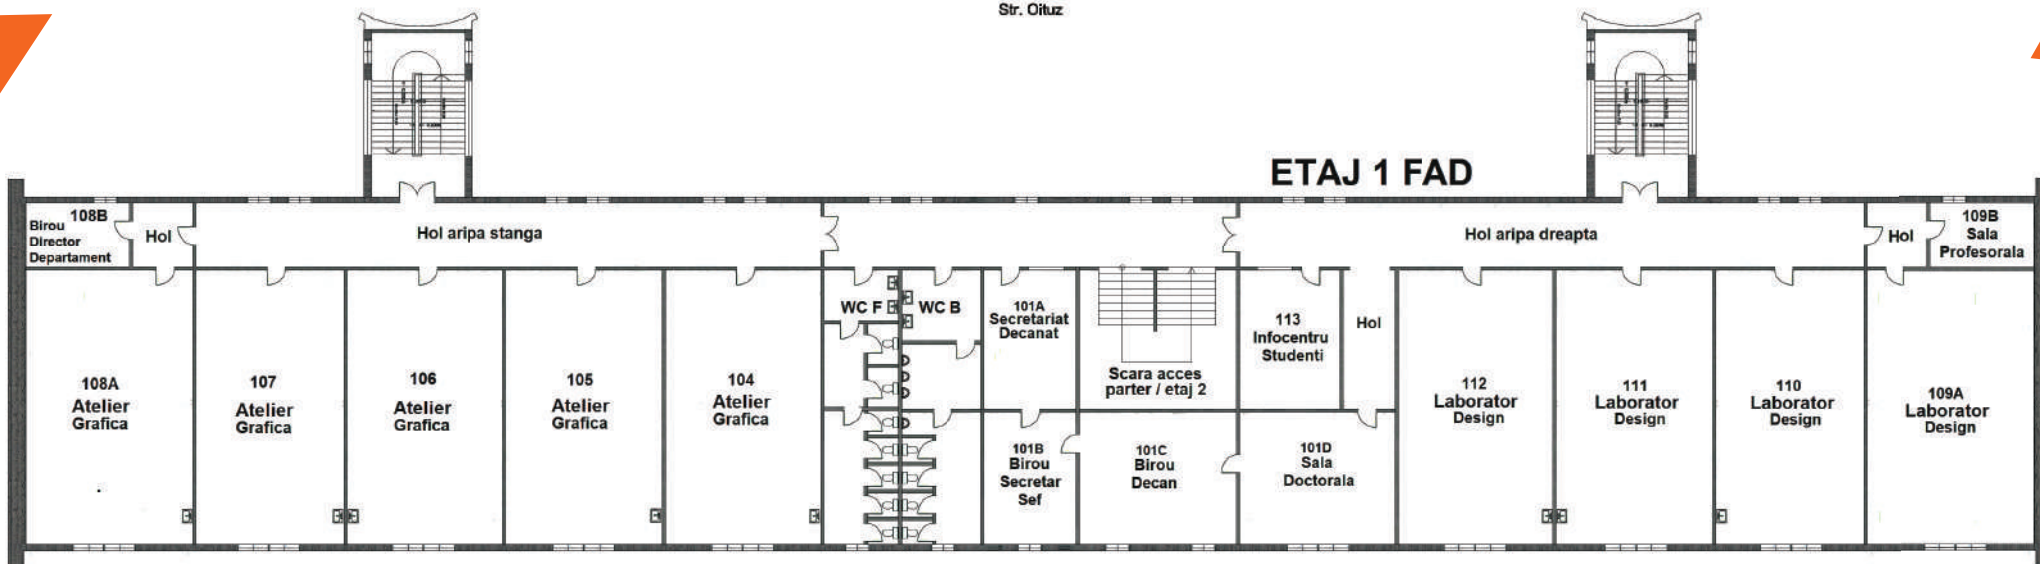 Str. Oituz
ETAJ 1 FAD
108B
Birou
Director
Departament
Hol
Hol aripa stanga
Hol aripa dreapta
Hol
109B
Sala
Profesorala
108A
Atelier
Grafica
107
Atelier
Grafica
106
Atelier
Grafica
105
Atelier
Grafica
104
Atelier
Grafica
WC F
WC B
101A
Secretariat
Decanat
Scara acces
parter / etaj 2
113
Infocentru
Studenti
Hol
112
Laborator
Design
111
Laborator
Design
110
Laborator
Design
109A
Laborator
Design
101B
Birou
Secretar
Sef
101C
Birou
Decan
101D
Sala
Doctorala